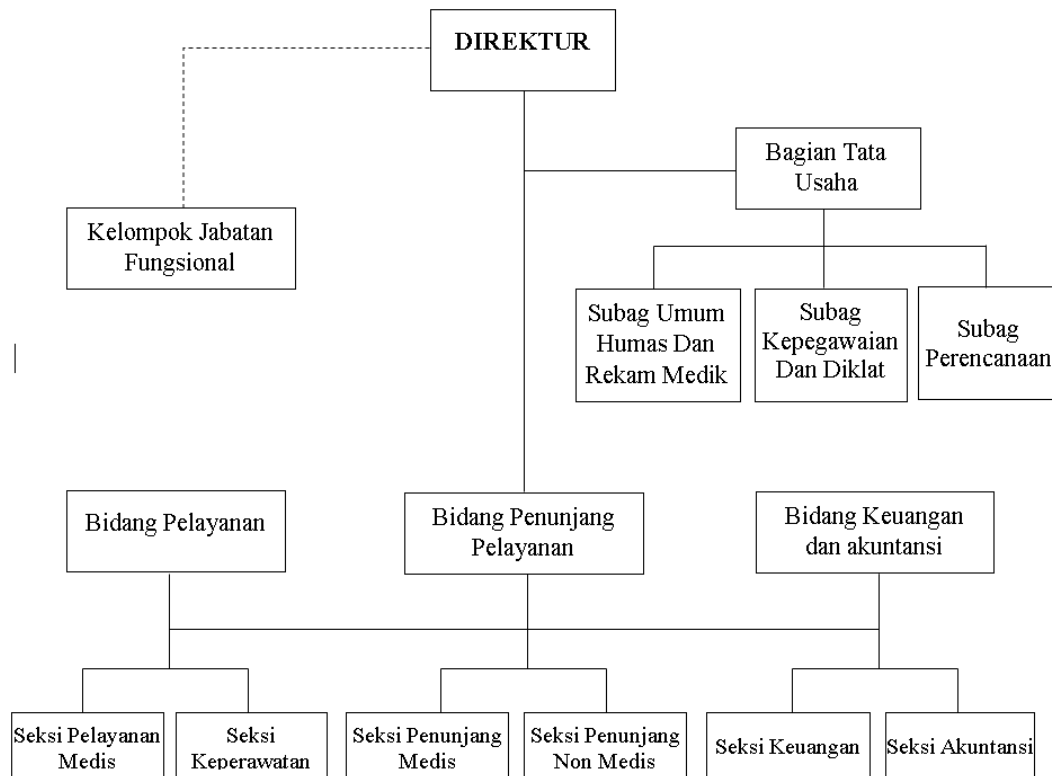 DIREKTUR
Bagian Tata
Usaha
Kelompok Jabatan
Fungsional
Subag Umum
Humas Dan
Rekam Medik
Subag
Kepegawaian
Dan Diklat
Subag
Perencanaan
Bidang Pelayanan
Bidang Penunjang
Pelayanan
Bidang Keuangan
dan akuntansi
Seksi Pelayanan
Medis
Seksi
Keperawatan
Seksi Penunjang
Medis
Seksi Penunjang
Non Medis
Seksi Keuangan
Seksi Akuntansi